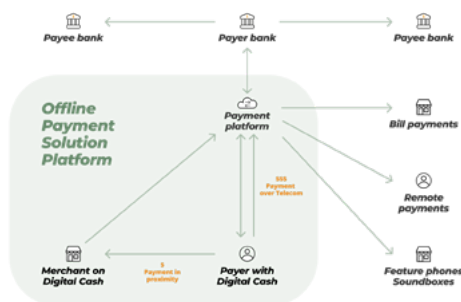 Payee bank
Payer bank
Payee bank
Offline
Payment
Solution
Platform
Payment
platform
Bill payments
$$$
Payment
over Telecom
Remote
payments
$
Payment in
proximity
Merchant on
Digital Cash
Payer with
Digital Cash
Feature phones
Soundboxes